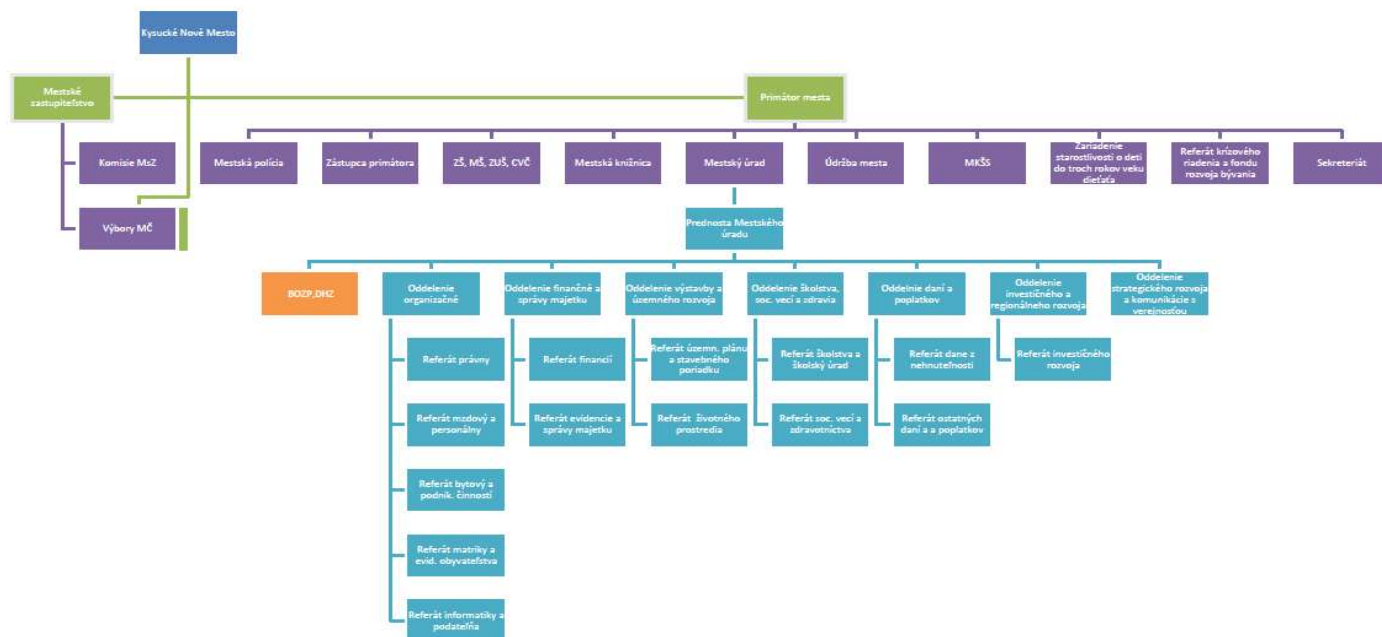 Kysucké Nové Mesto
Mestské
zastupiteľstvo
Primátor mesta
Komisie MsZ
Mestská polícia
Zástupca primátora
ZŠ, MŠ, ZUŠ, CVČ
Mestská knižnica
Mestský úrad
Údržba mesta
MKŠS
Zariadenie
starostlivosti o deti
do troch rokov veku
dieťaťa
Referát krízového
riadenia a fondu
rozvoja bývania
Sekreteriát
Výbory MČ
Prednosta Mestského
úradu
BOZP,DHZ
Oddelenie
organizačné
Oddelenie finančné a
správy majetku
Oddelenie výstavby a
územného rozvoja
Oddelenie školstva,
soc. vecí a zdravia
Oddelnie daní a
poplatkov
Oddelenie
investičného a
regionálneho rozvoja
Oddelenie
strategického rozvoja
a komunikácie s
verejnosťou
Referát právny
Referát financií
Referát územn. plánu
a stavebného
poriadku
Referát školstva a
školský úrad
Referát dane z
nehnuteľností
Referát investičného
rozvoja
Referát mzdový a
personálny
Referát evidencie a
správy majetku
Referát životného
prostredia
Referát soc. vecí a
zdravotníctva
Referát ostatných
daní a a poplatkov
Referát bytový a
podnik. činností
Referát matriky a
evid. obyvateľstva
Referát informatiky a
podateľňa